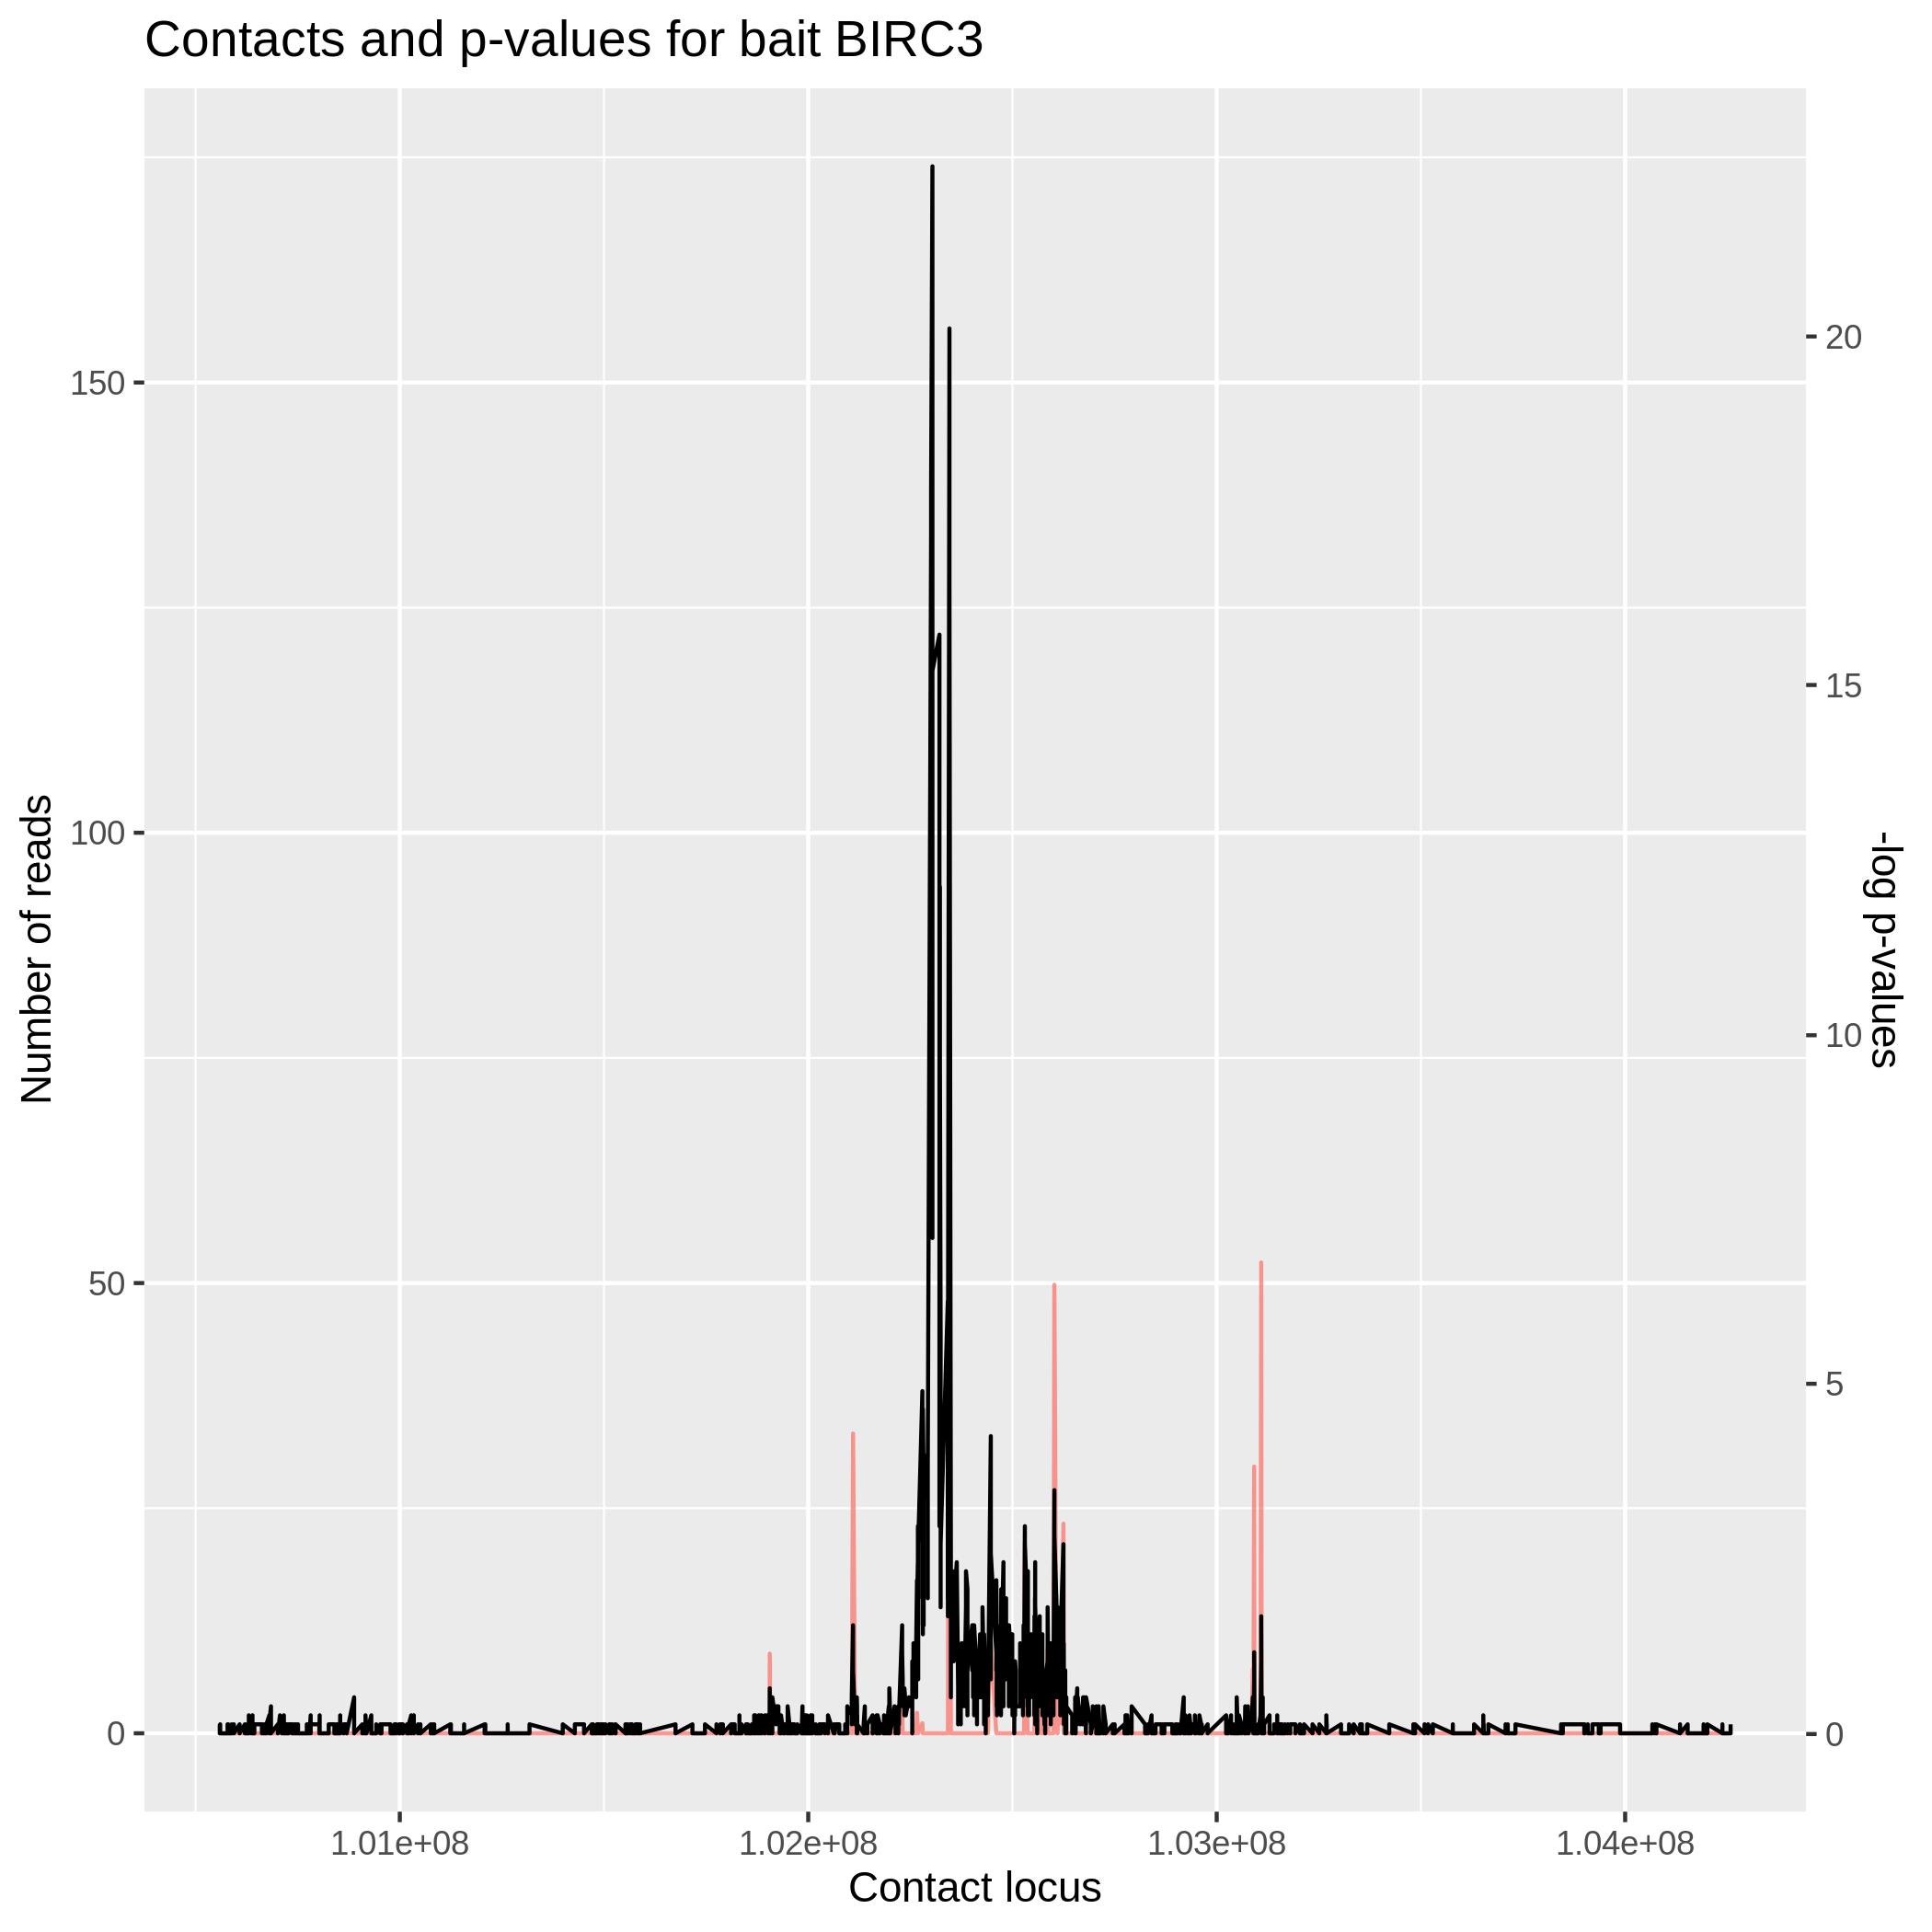 Contacts and p-values for bait BIRC3
Number of reads
150
100
50
0
20
15
10
5
0
-log p-values
1.01e+08 1.02e+08 1.03e+08 1.04e+08
Contact locus